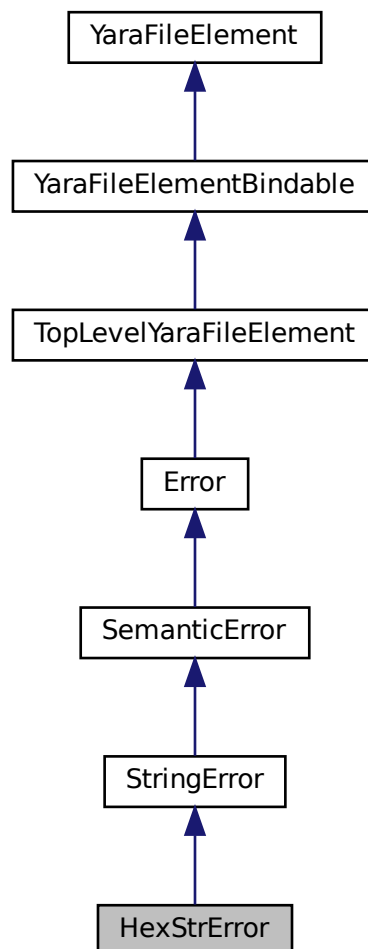 YaraFileElement
YaraFileElementBindable
TopLevelYaraFileElement
Error
SemanticError
StringError
HexStrError